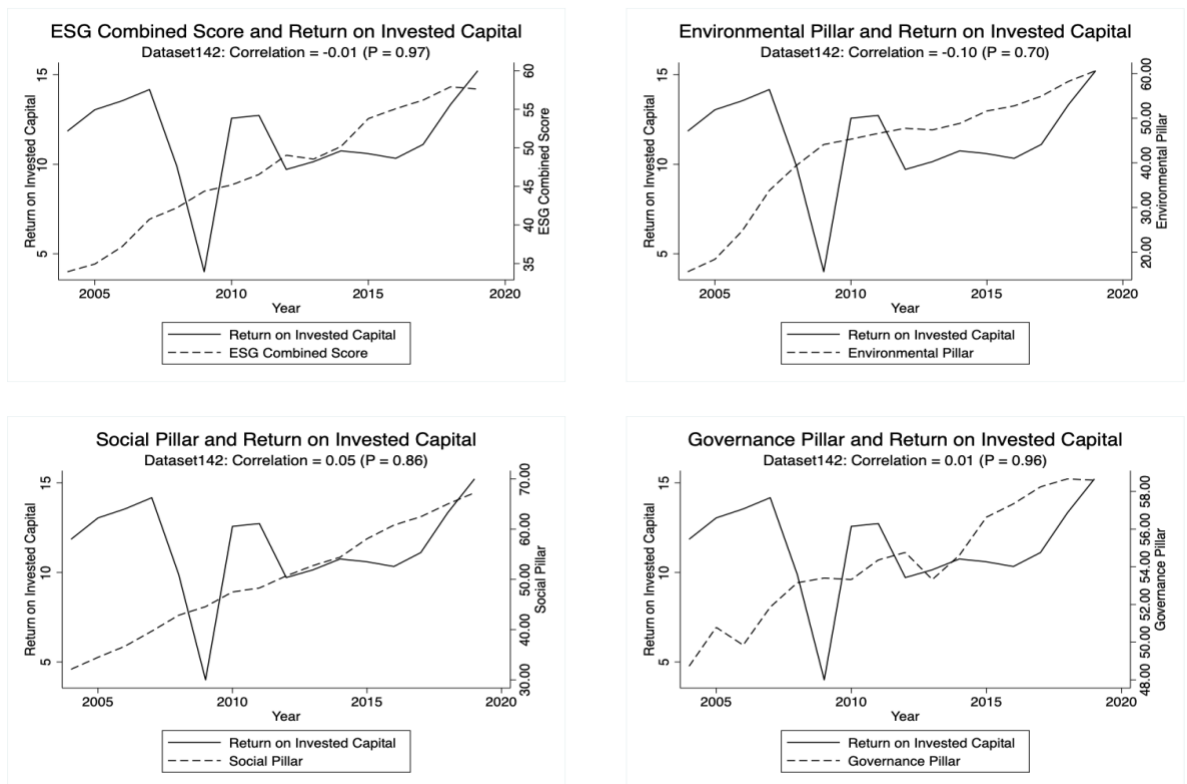 ESG Combined Score and Return on Invested Capital
Dataset142: Correlation = -0.01 (P = 0.97)
Return on Invested Capital
15
10
5
60
55
50
45
40
35
ESG Combined Score
2005
2010
2015
2020
Year
Return on Invested Capital
ESG Combined Score
Environmental Pillar and Return on Invested Capital
Dataset142: Correlation = -0.10 (P = 0.70)
Return on Invested Capital
15
10
5
60.00
50.00
40.00
30.00
20.00
Environmental Pillar
2005
2010
2015
2020
Year
Return on Invested Capital
Environmental Pillar
Social Pillar and Return on Invested Capital
Dataset142: Correlation = 0.05 (P = 0.86)
Return on Invested Capital
15
10
5
70.00
60.00
50.00
40.00
30.00
Social Pillar
2005
2010
2015
2020
Year
Return on Invested Capital
Social Pillar
Governance Pillar and Return on Invested Capital
Dataset142: Correlation = 0.01 (P = 0.96)
Return on Invested Capital
15
10
5
58.00
56.00
54.00
52.00
50.00
48.00
Governance Pillar
2005
2010
2015
2020
Year
Return on Invested Capital
Governance Pillar